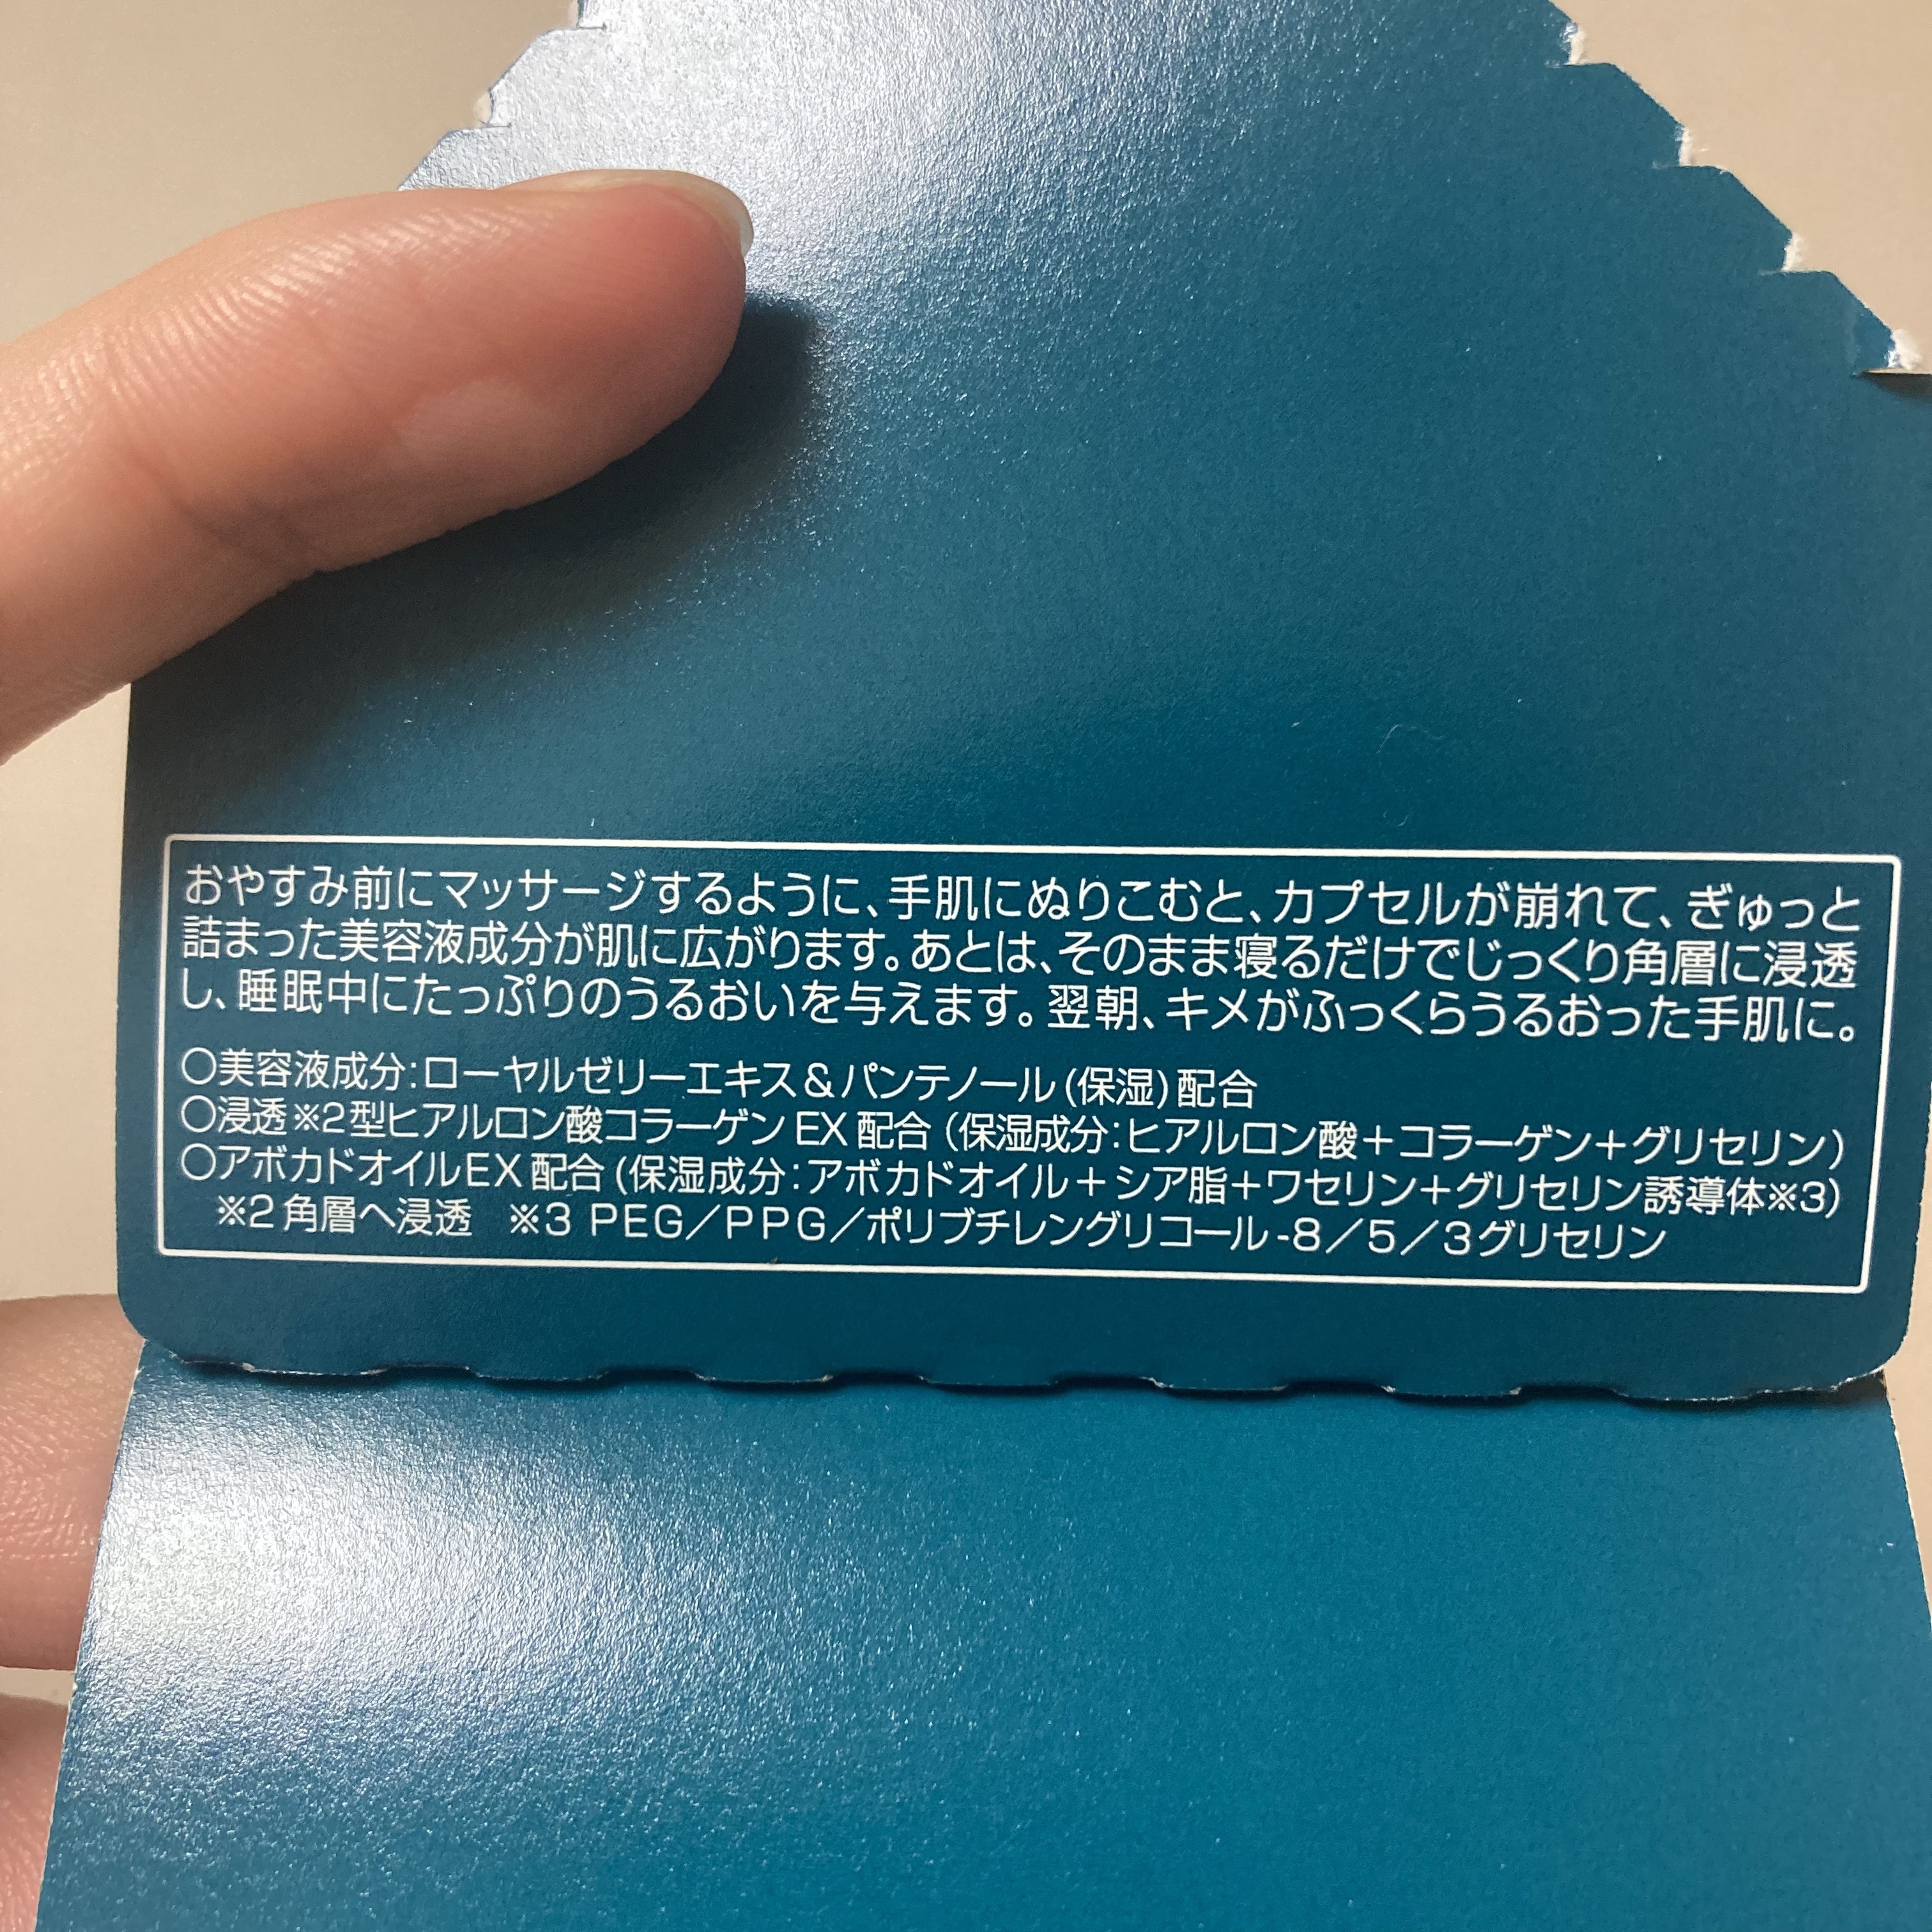 おやすみ前にマッサージするように、手肌にぬりこむと、カプセルが崩れて、ぎゅっと
詰まった美容液成分が肌に広がります。あとは、そのまま寝るだけでじっくり角層に浸透
し、睡眠中にたっぷりのうるおいを与えます。翌朝、キメがふっくらうるおった手肌に。
○美容液成分：ローヤルゼリーエキス＆パンテノール(保湿)配合
○浸透※2型ヒアルロン酸コラーゲンEX配合（保湿成分：ヒアルロン酸＋コラーゲン＋グリセリン）
○アボカドオイルEX配合(保湿成分：アボカドオイル＋シア脂＋ワセリン＋グリセリン誘導体※3)
※2角層へ浸透　※3 PEG／PPG／ポリブチレングリコール-8／5／3グリセリン